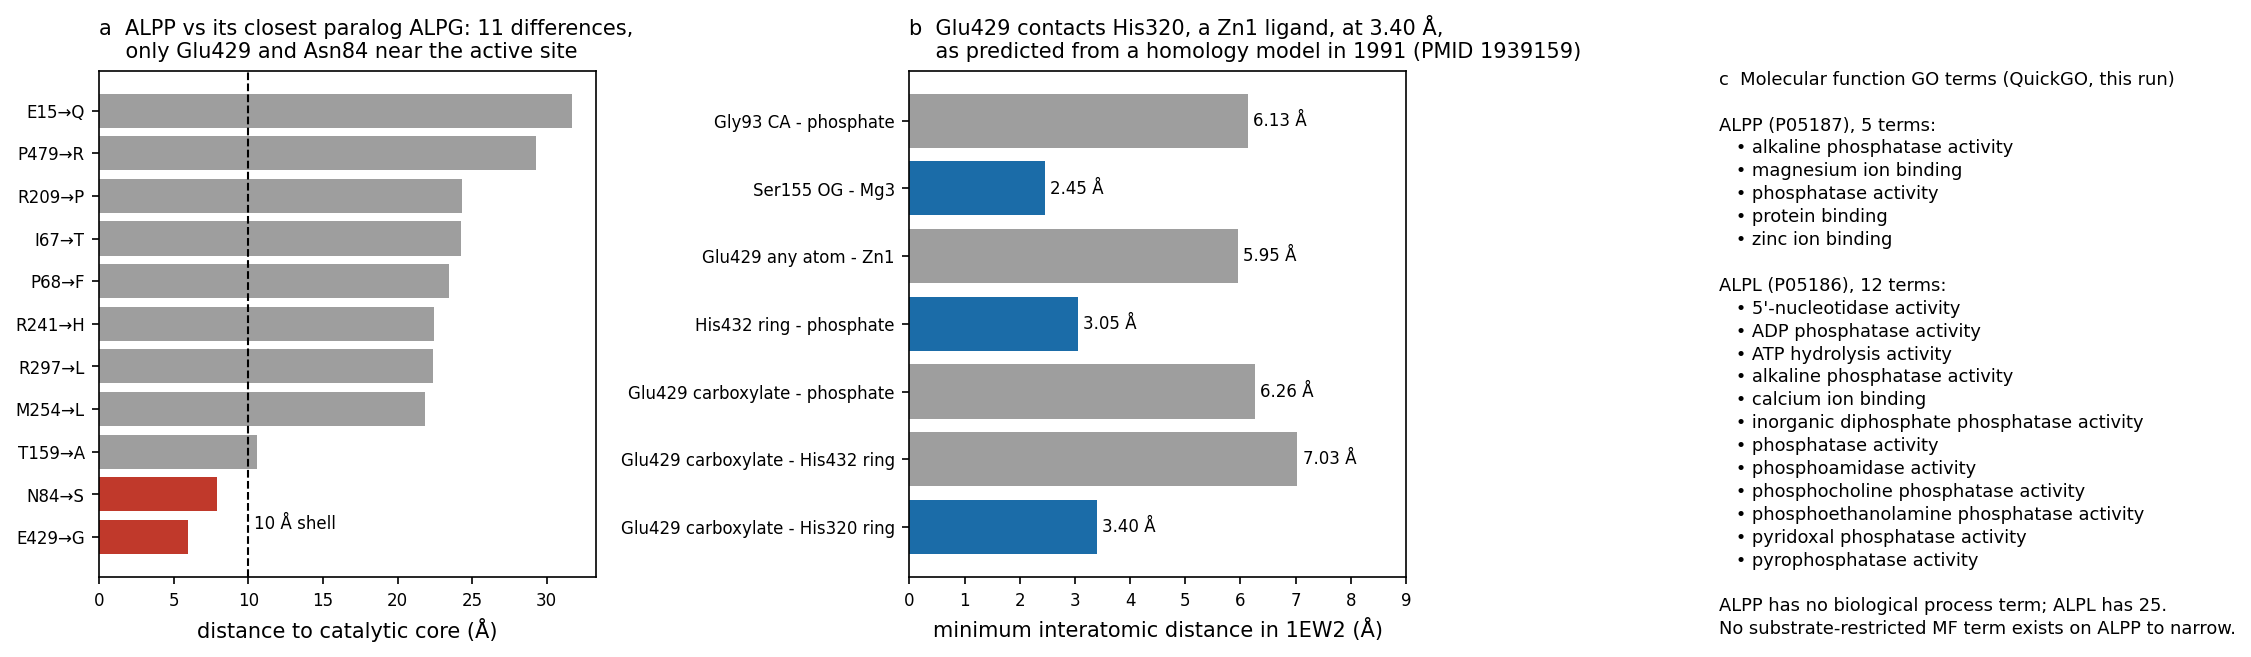 a  ALPP vs its closest paralog ALPG: 11 differences,
only Glu429 and Asn84 near the active site
E15→Q
P479→R
R209→P
I67→T
P68→F
R241→H
R297→L
M254→L
T159→A
N84→S
E429→G
10 Å shell
0 5 10 15 20 25 30
distance to catalytic core (Å)
b  Glu429 contacts His320, a Zn1 ligand, at 3.40 Å,
as predicted from a homology model in 1991 (PMID 1939159)
Gly93 CA - phosphate 6.13 Å
Ser155 OG - Mg3 2.45 Å
Glu429 any atom - Zn1 5.95 Å
His432 ring - phosphate 3.05 Å
Glu429 carboxylate - phosphate 6.26 Å
Glu429 carboxylate - His432 ring 7.03 Å
Glu429 carboxylate - His320 ring 3.40 Å
0 1 2 3 4 5 6 7 8 9
minimum interatomic distance in 1EW2 (Å)
c  Molecular function GO terms (QuickGO, this run)
ALPP (P05187), 5 terms:
• alkaline phosphatase activity
• magnesium ion binding
• phosphatase activity
• protein binding
• zinc ion binding
ALPL (P05186), 12 terms:
• 5'-nucleotidase activity
• ADP phosphatase activity
• ATP hydrolysis activity
• alkaline phosphatase activity
• calcium ion binding
• inorganic diphosphate phosphatase activity
• phosphatase activity
• phosphoamidase activity
• phosphocholine phosphatase activity
• phosphoethanolamine phosphatase activity
• pyridoxal phosphatase activity
• pyrophosphatase activity
ALPP has no biological process term; ALPL has 25.
No substrate-restricted MF term exists on ALPP to narrow.